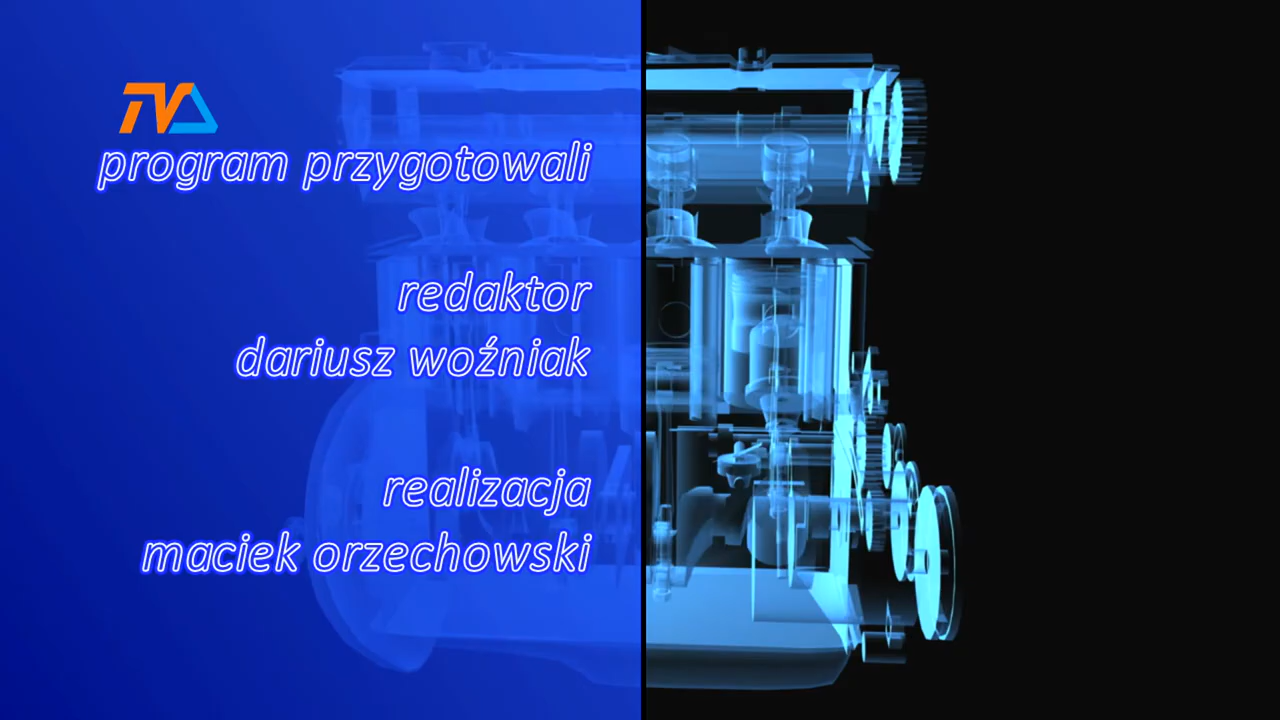 TVA
program przygotowali
redaktor
dariusz woźniak
realizacja
maciek orzechowski